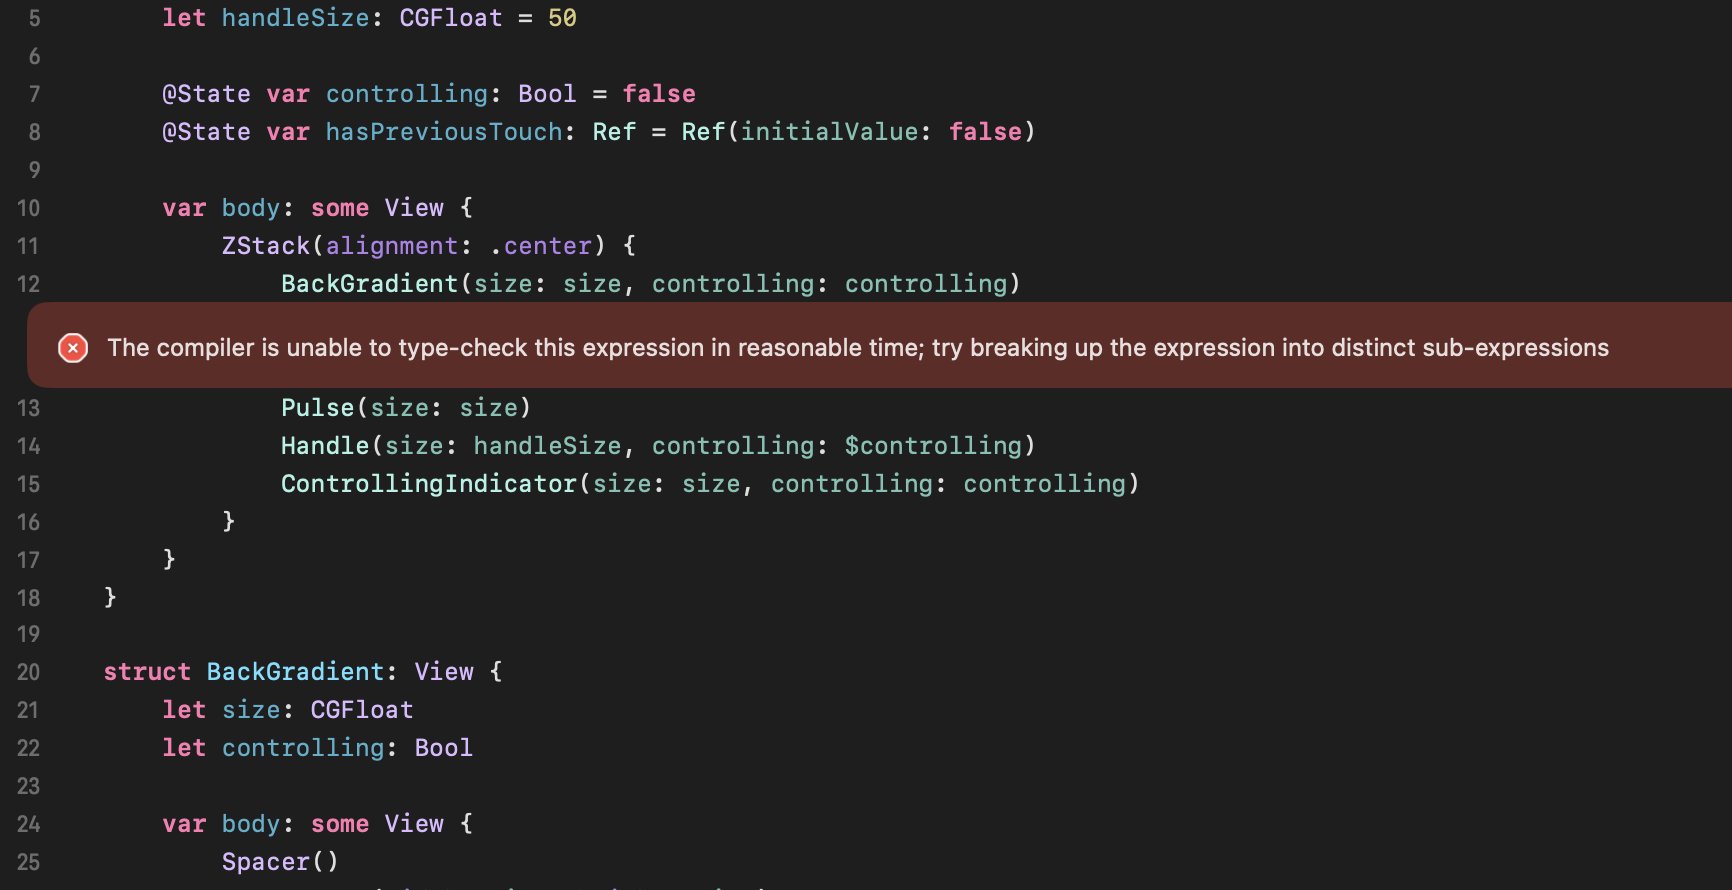 5 let handleSize: CGFloat = 50
6
7 @State var controlling: Bool = false
8 @State var hasPreviousTouch: Ref = Ref(initialValue: false)
9
10 var body: some View {
11 ZStack(alignment: .center) {
12 BackGradient(size: size, controlling: controlling)
The compiler is unable to type-check this expression in reasonable time; try breaking up the expression into distinct sub-expressions
13 Pulse(size: size)
14 Handle(size: handleSize, controlling: $controlling)
15 ControllingIndicator(size: size, controlling: controlling)
16 }
17 }
18 }
19
20 struct BackGradient: View {
21 let size: CGFloat
22 let controlling: Bool
23
24 var body: some View {
25 Spacer()